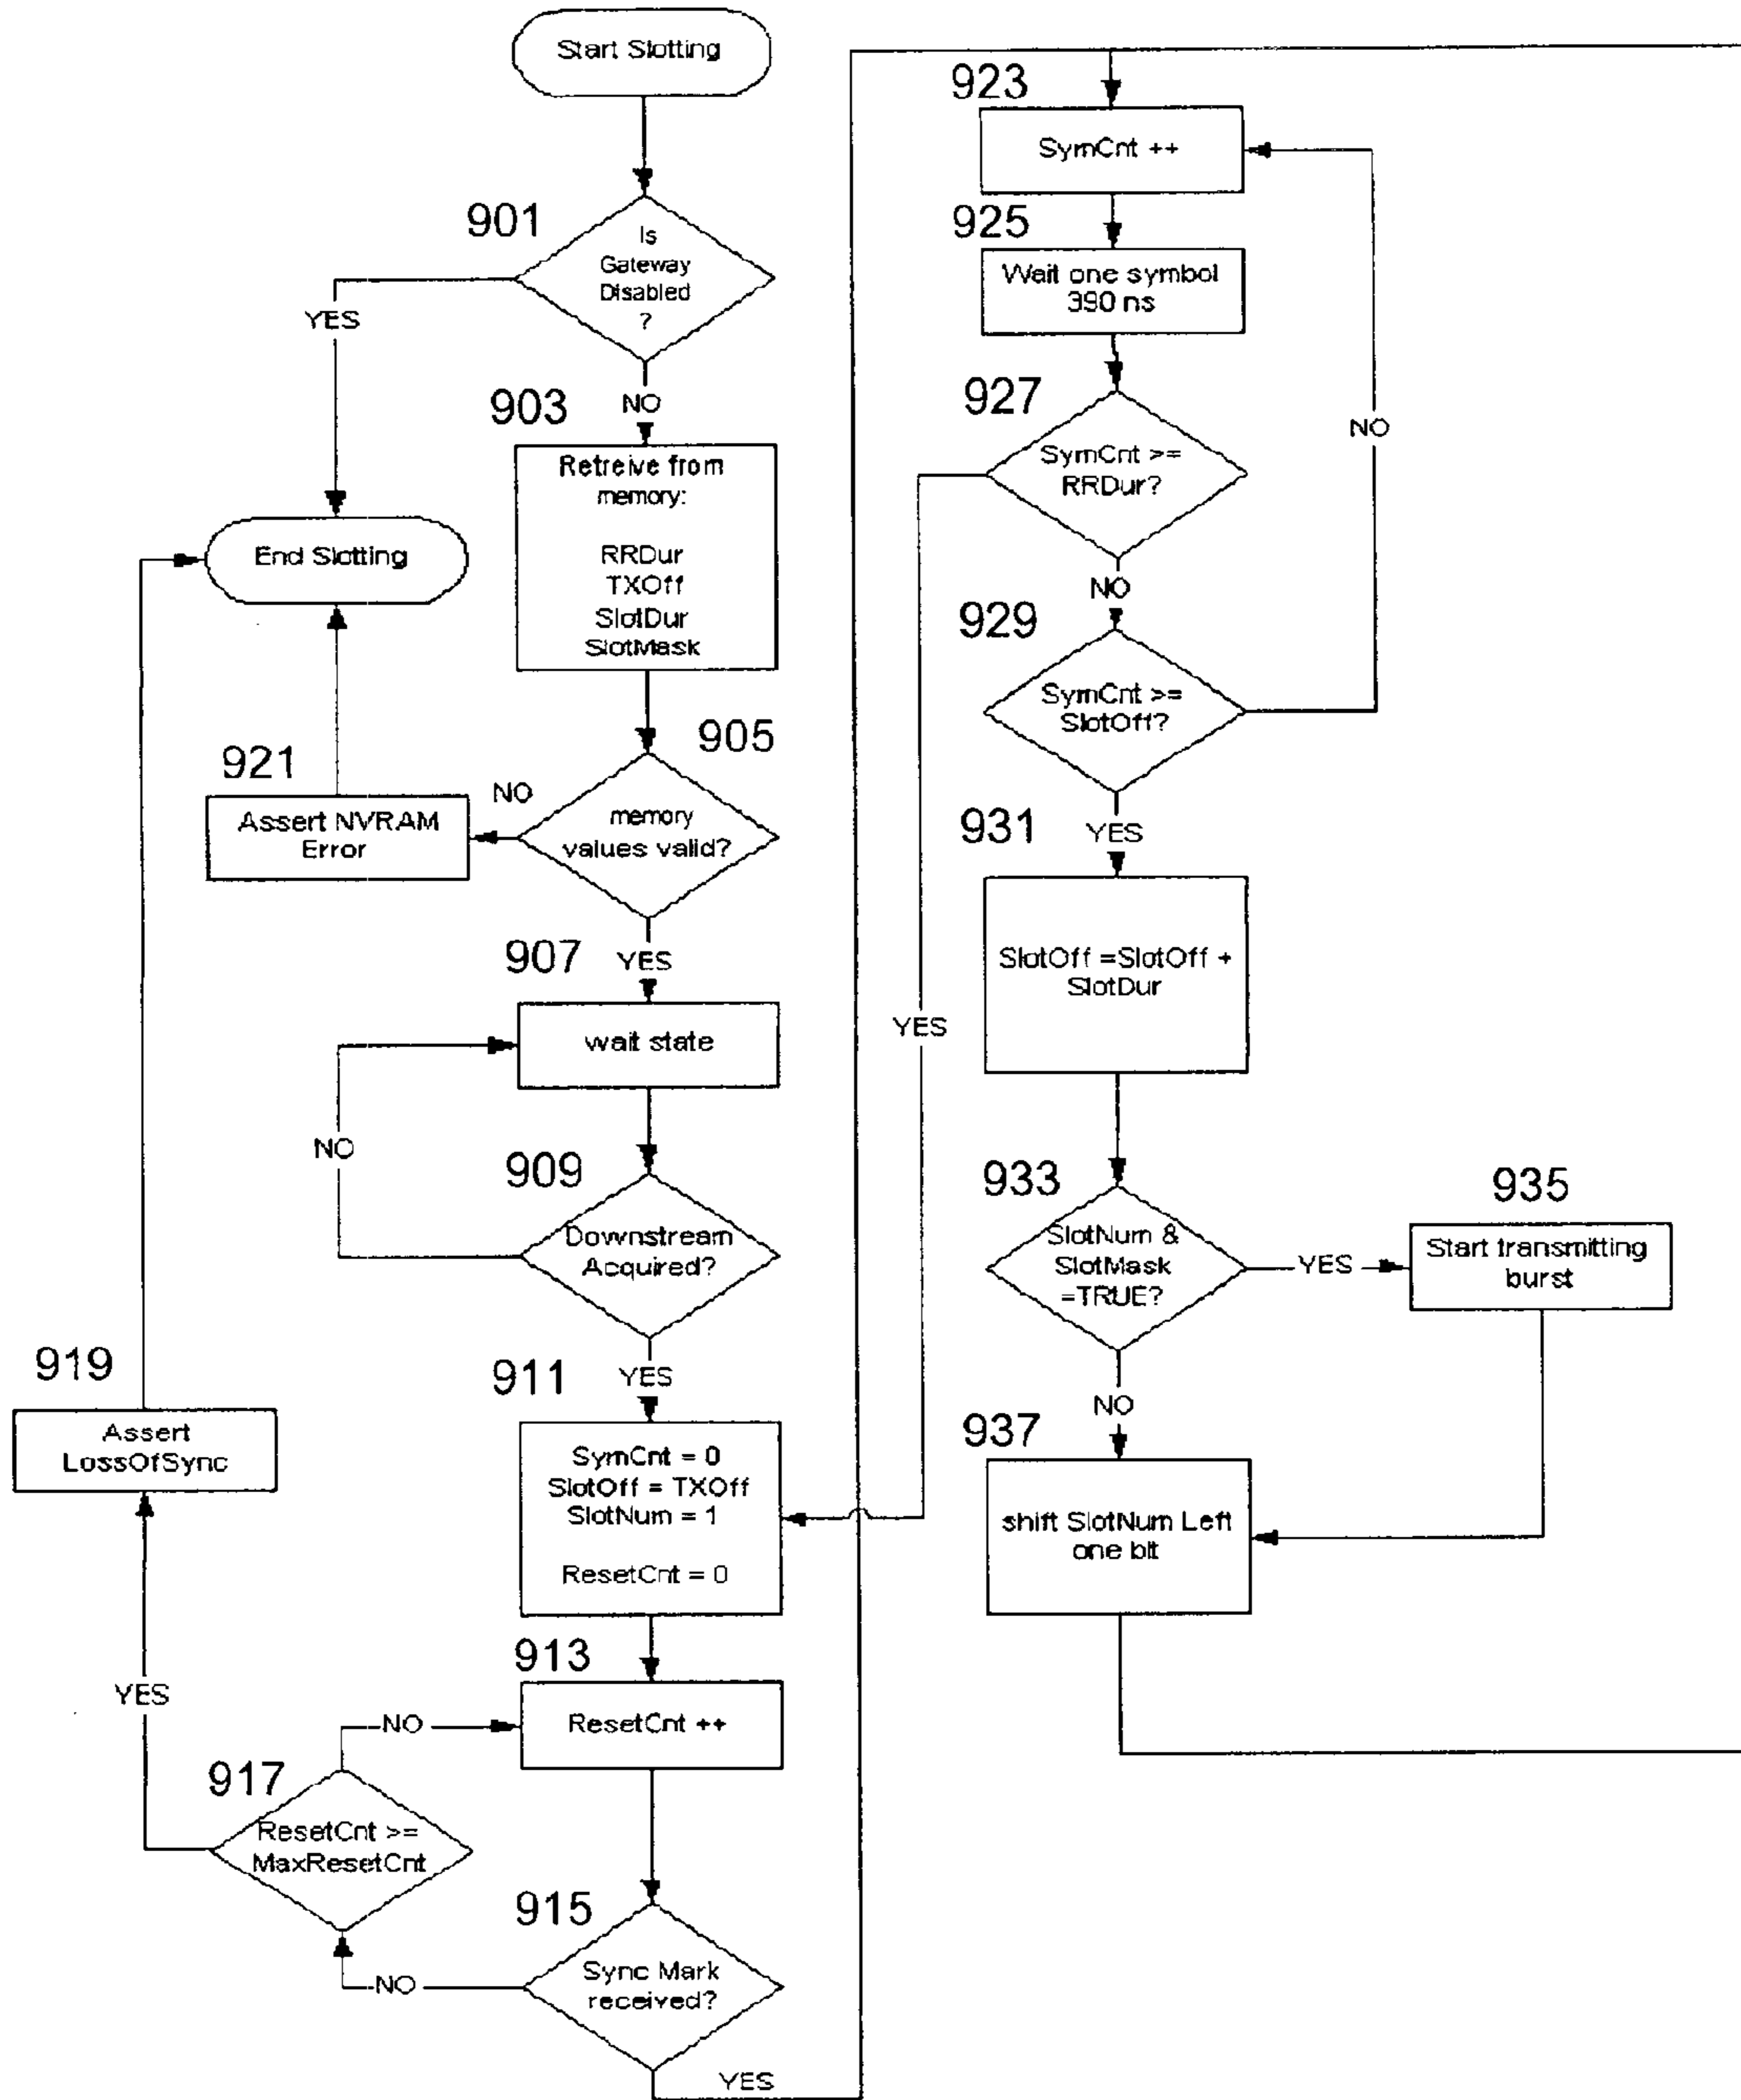 Start Slotting
901
Is
Gateway
Disabled
?
YES
NO
903
Retreive from
memory:
RRDur
TXOff
SlotDur
SlotMask
End Slotting
905
memory
values valid?
NO
921
Assert NVRAM
Error
YES
907
wait state
NO
909
Downstream
Acquired?
YES
911
SymCnt = 0
SlotOff = TXOff
SlotNum = 1
ResetCnt = 0
919
Assert
LossOfSync
913
ResetCnt ++
YES
NO
917
ResetCnt >=
MaxResetCnt
915
Sync Mark
received?
NO
YES
923
SymCnt ++
925
Wait one symbol
390 ns
927
SymCnt >=
RRDur?
NO
YES
NO
929
SymCnt >=
SlotOff?
YES
931
SlotOff =SlotOff +
SlotDur
933
SlotNum &
SlotMask
=TRUE?
YES
935
Start transmitting
burst
NO
937
shift SlotNum Left
one bit